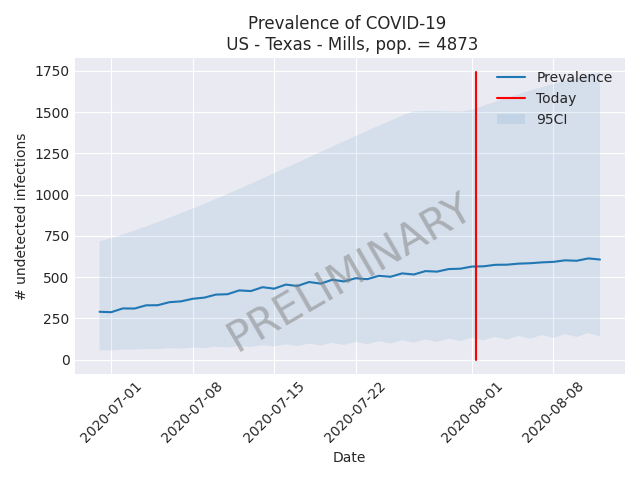 Prevalence of COVID-19
US - Texas - Mills, pop. = 4873
# undetected infections
1750
1500
1250
1000
750
500
250
0
Prevalence
Today
95CI
PRELIMINARY
2020-07-01
2020-07-08
2020-07-15
2020-07-22
2020-08-01
2020-08-08
Date